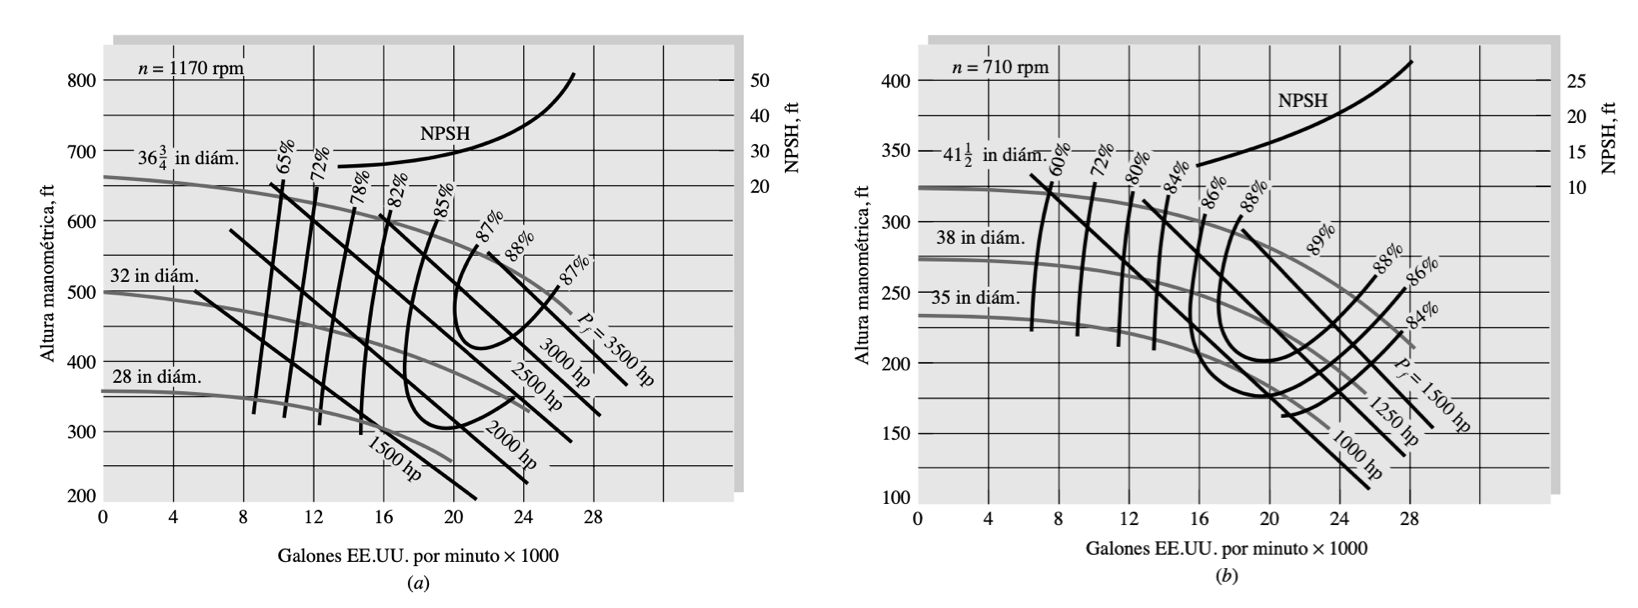 n = 1170 rpm
800
700
600
500
400
300
200
50
40
30
20
NPSH, ft
NPSH
Altura manométrica, ft
36 3/4 in diám.
32 in diám.
28 in diám.
65%
72%
78%
82%
85%
87%
88%
87%
Pf = 3500 hp
3000 hp
2500 hp
2000 hp
1500 hp
0 4 8 12 16 20 24 28
Galones EE.UU. por minuto × 1000
(a)
n = 710 rpm
400
350
300
250
200
150
100
25
20
15
10
NPSH, ft
NPSH
Altura manométrica, ft
41 1/2 in diám.
38 in diám.
35 in diám.
60%
72%
80%
84%
86%
88%
89%
88%
86%
84%
Pf = 1500 hp
1250 hp
1000 hp
0 4 8 12 16 20 24 28
Galones EE.UU. por minuto × 1000
(b)